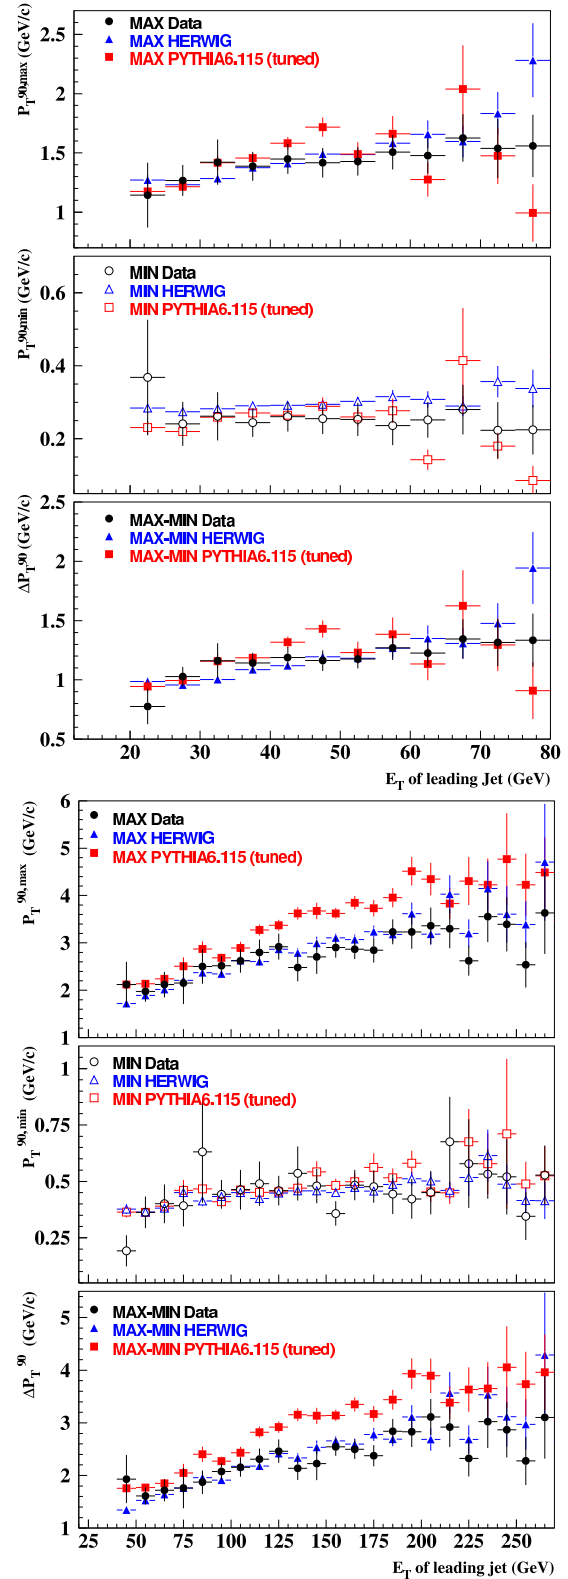 P_T^90,max (GeV/c)
2.5
2
1.5
1
MAX Data
MAX HERWIG
MAX PYTHIA6.115 (tuned)
P_T^90,min (GeV/c)
0.6
0.4
0.2
MIN Data
MIN HERWIG
MIN PYTHIA6.115 (tuned)
ΔP_T^90 (GeV/c)
2.5
2
1.5
1
0.5
MAX-MIN Data
MAX-MIN HERWIG
MAX-MIN PYTHIA6.115 (tuned)
20 30 40 50 60 70 80
E_T of leading Jet (GeV)
P_T^90,max (GeV/c)
6
5
4
3
2
1
MAX Data
MAX HERWIG
MAX PYTHIA6.115 (tuned)
P_T^90,min (GeV/c)
1
0.75
0.5
0.25
MIN Data
MIN HERWIG
MIN PYTHIA6.115 (tuned)
ΔP_T^90 (GeV/c)
5
4
3
2
1
MAX-MIN Data
MAX-MIN HERWIG
MAX-MIN PYTHIA6.115 (tuned)
25 50 75 100 125 150 175 200 225 250
E_T of leading jet (GeV)